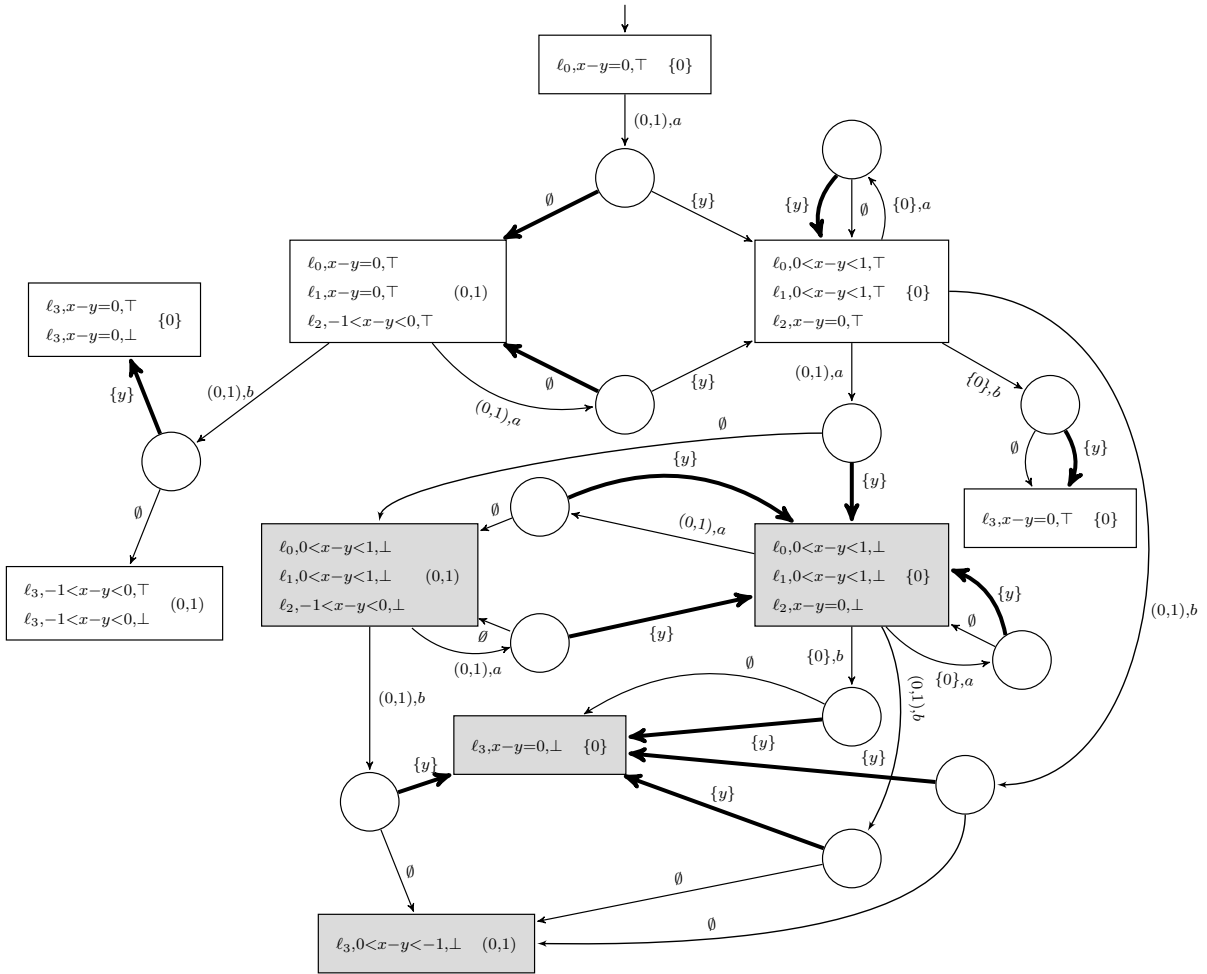 ℓ₀,x−y=0,⊤ {0}
(0,1),a
∅
{y}
{y}
∅
{0},a
ℓ₀,x−y=0,⊤
ℓ₁,x−y=0,⊤ (0,1)
ℓ₂,−1<x−y<0,⊤
ℓ₀,0<x−y<1,⊤
ℓ₁,0<x−y<1,⊤ {0}
ℓ₂,x−y=0,⊤
ℓ₃,x−y=0,⊤
ℓ₃,x−y=0,⊥ {0}
(0,1),b
{y}
∅
(0,1),a
∅
{y}
(0,1),a
{0},b
∅
{y}
ℓ₃,x−y=0,⊤ {0}
∅
{y}
ℓ₃,−1<x−y<0,⊤
ℓ₃,−1<x−y<0,⊥ (0,1)
{y}
∅
(0,1),a
ℓ₀,0<x−y<1,⊥
ℓ₁,0<x−y<1,⊥ (0,1)
ℓ₂,−1<x−y<0,⊥
ℓ₀,0<x−y<1,⊥
ℓ₁,0<x−y<1,⊥ {0}
ℓ₂,x−y=0,⊥
{y}
∅
{0},a
(0,1),b
∅
(0,1),a
{y}
{0},b
(0,1),b
(0,1),b
∅
{y}
{y}
{y}
ℓ₃,x−y=0,⊥ {0}
{y}
∅
∅
∅
ℓ₃,0<x−y<−1,⊥ (0,1)